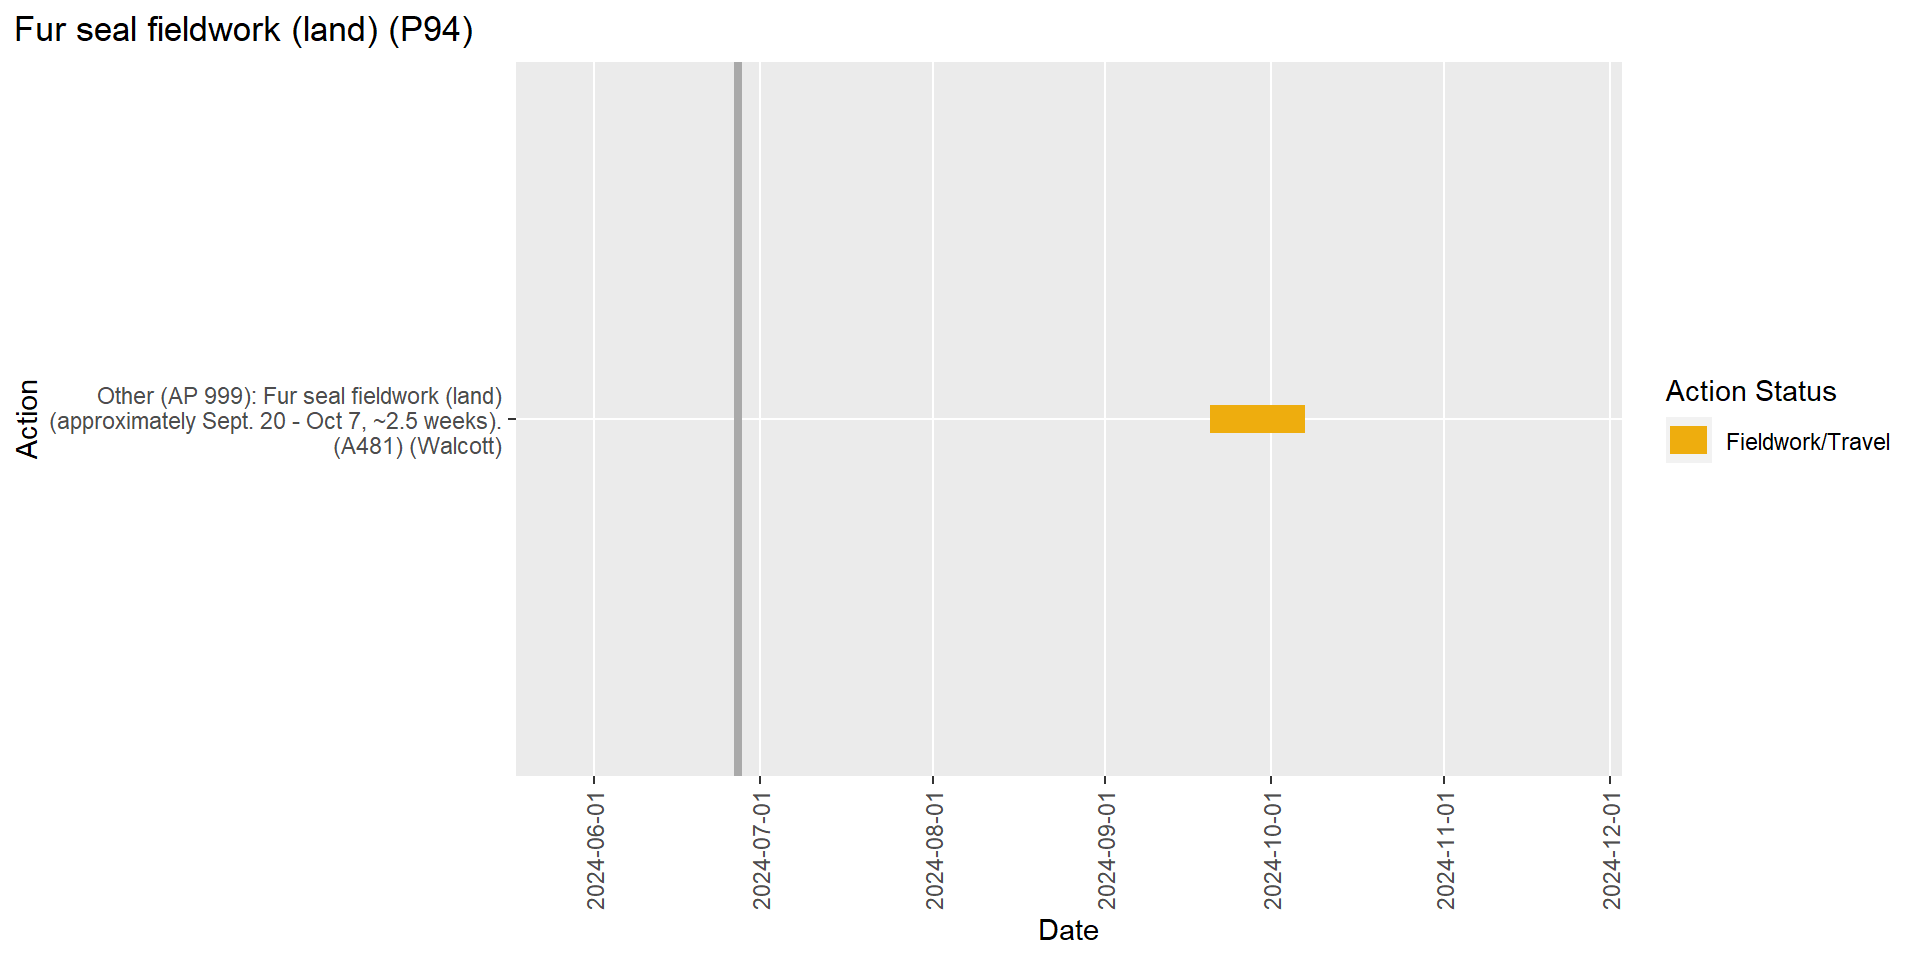 Fur seal fieldwork (land) (P94)
Action
Other (AP 999): Fur seal fieldwork (land)
(approximately Sept. 20 - Oct 7, ~2.5 weeks).
(A481) (Walcott)
Action Status
Fieldwork/Travel
2024-06-01
2024-07-01
2024-08-01
2024-09-01
2024-10-01
2024-11-01
2024-12-01
Date